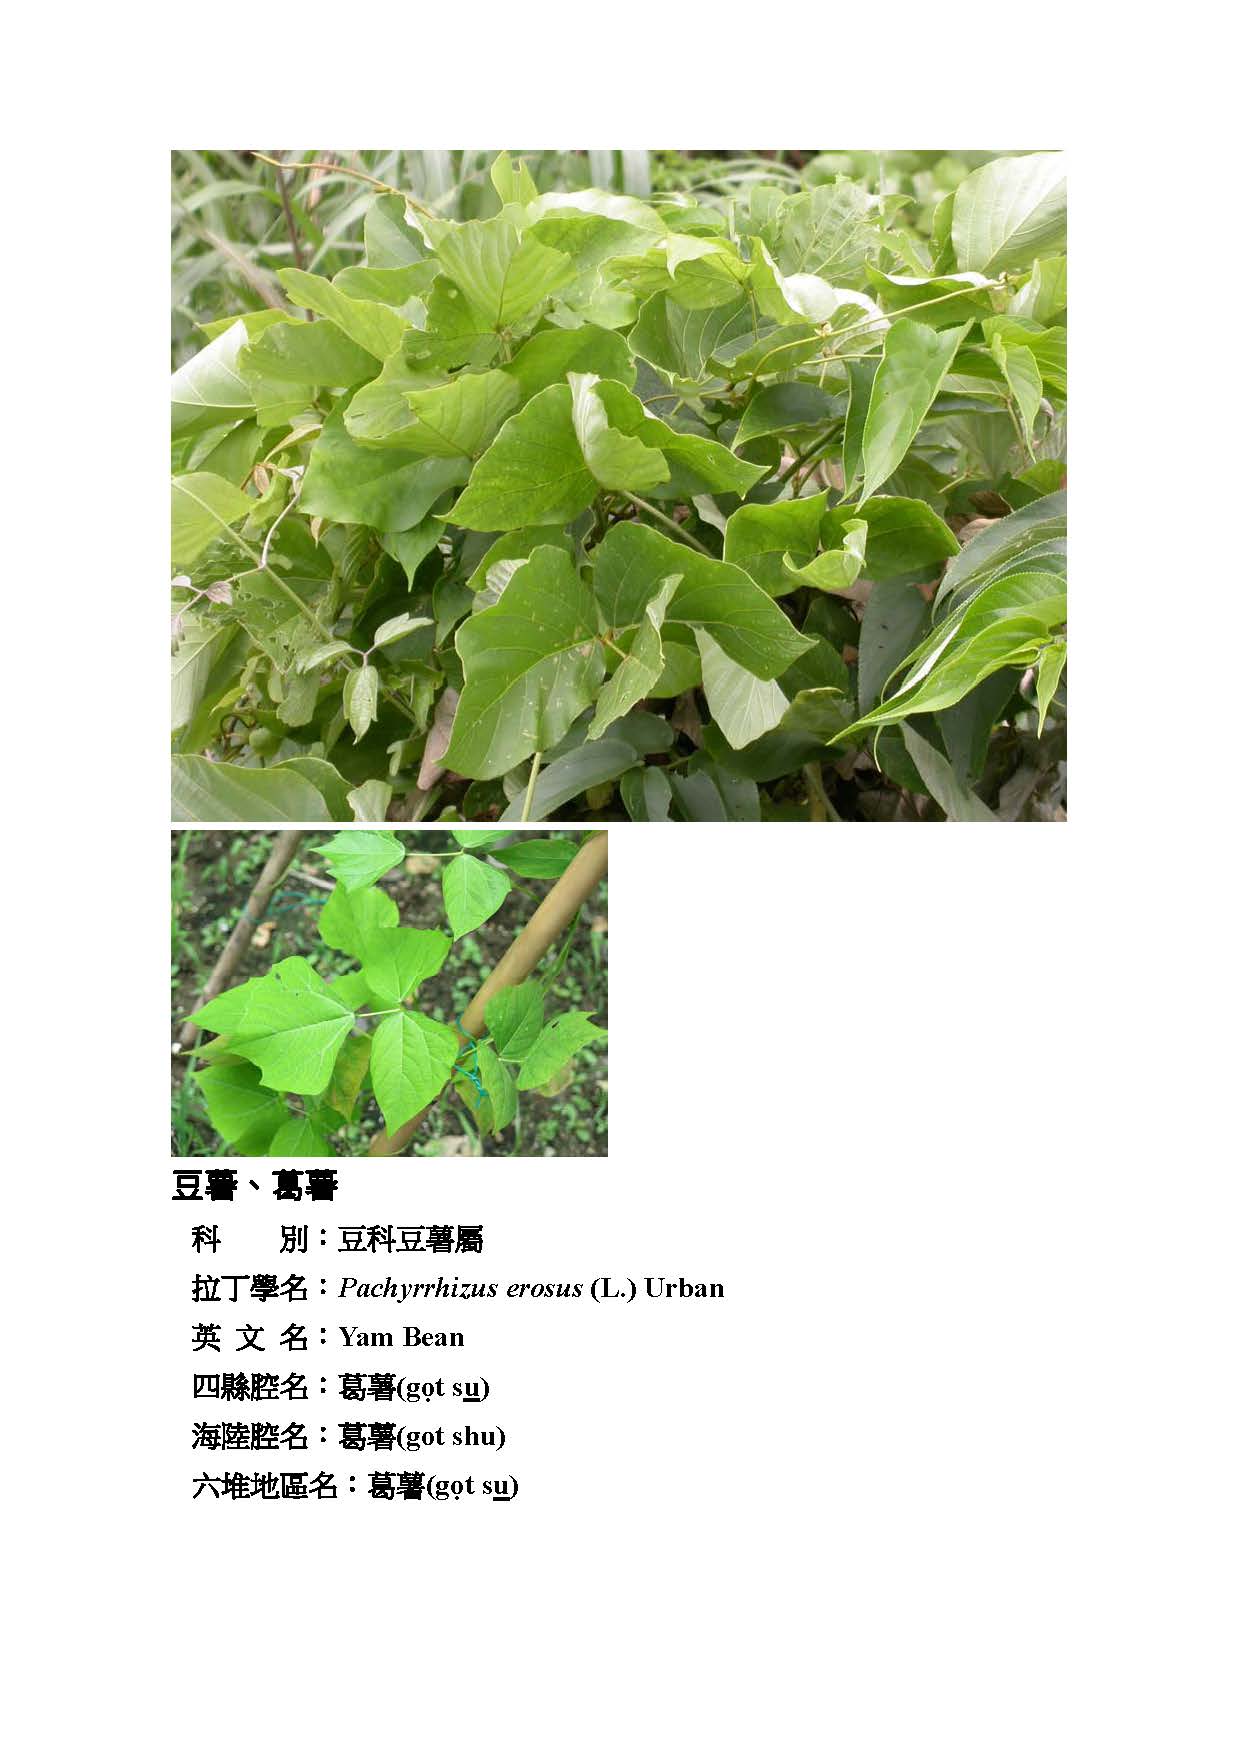 豆薯、葛薯
科　　別：豆科豆薯屬
拉丁學名：Pachyrrhizus erosus (L.) Urban
英 文 名：Yam Bean
四縣腔名：葛薯(gọt su̲)
海陸腔名：葛薯(got shu)
六堆地區名：葛薯(gọt su̲)